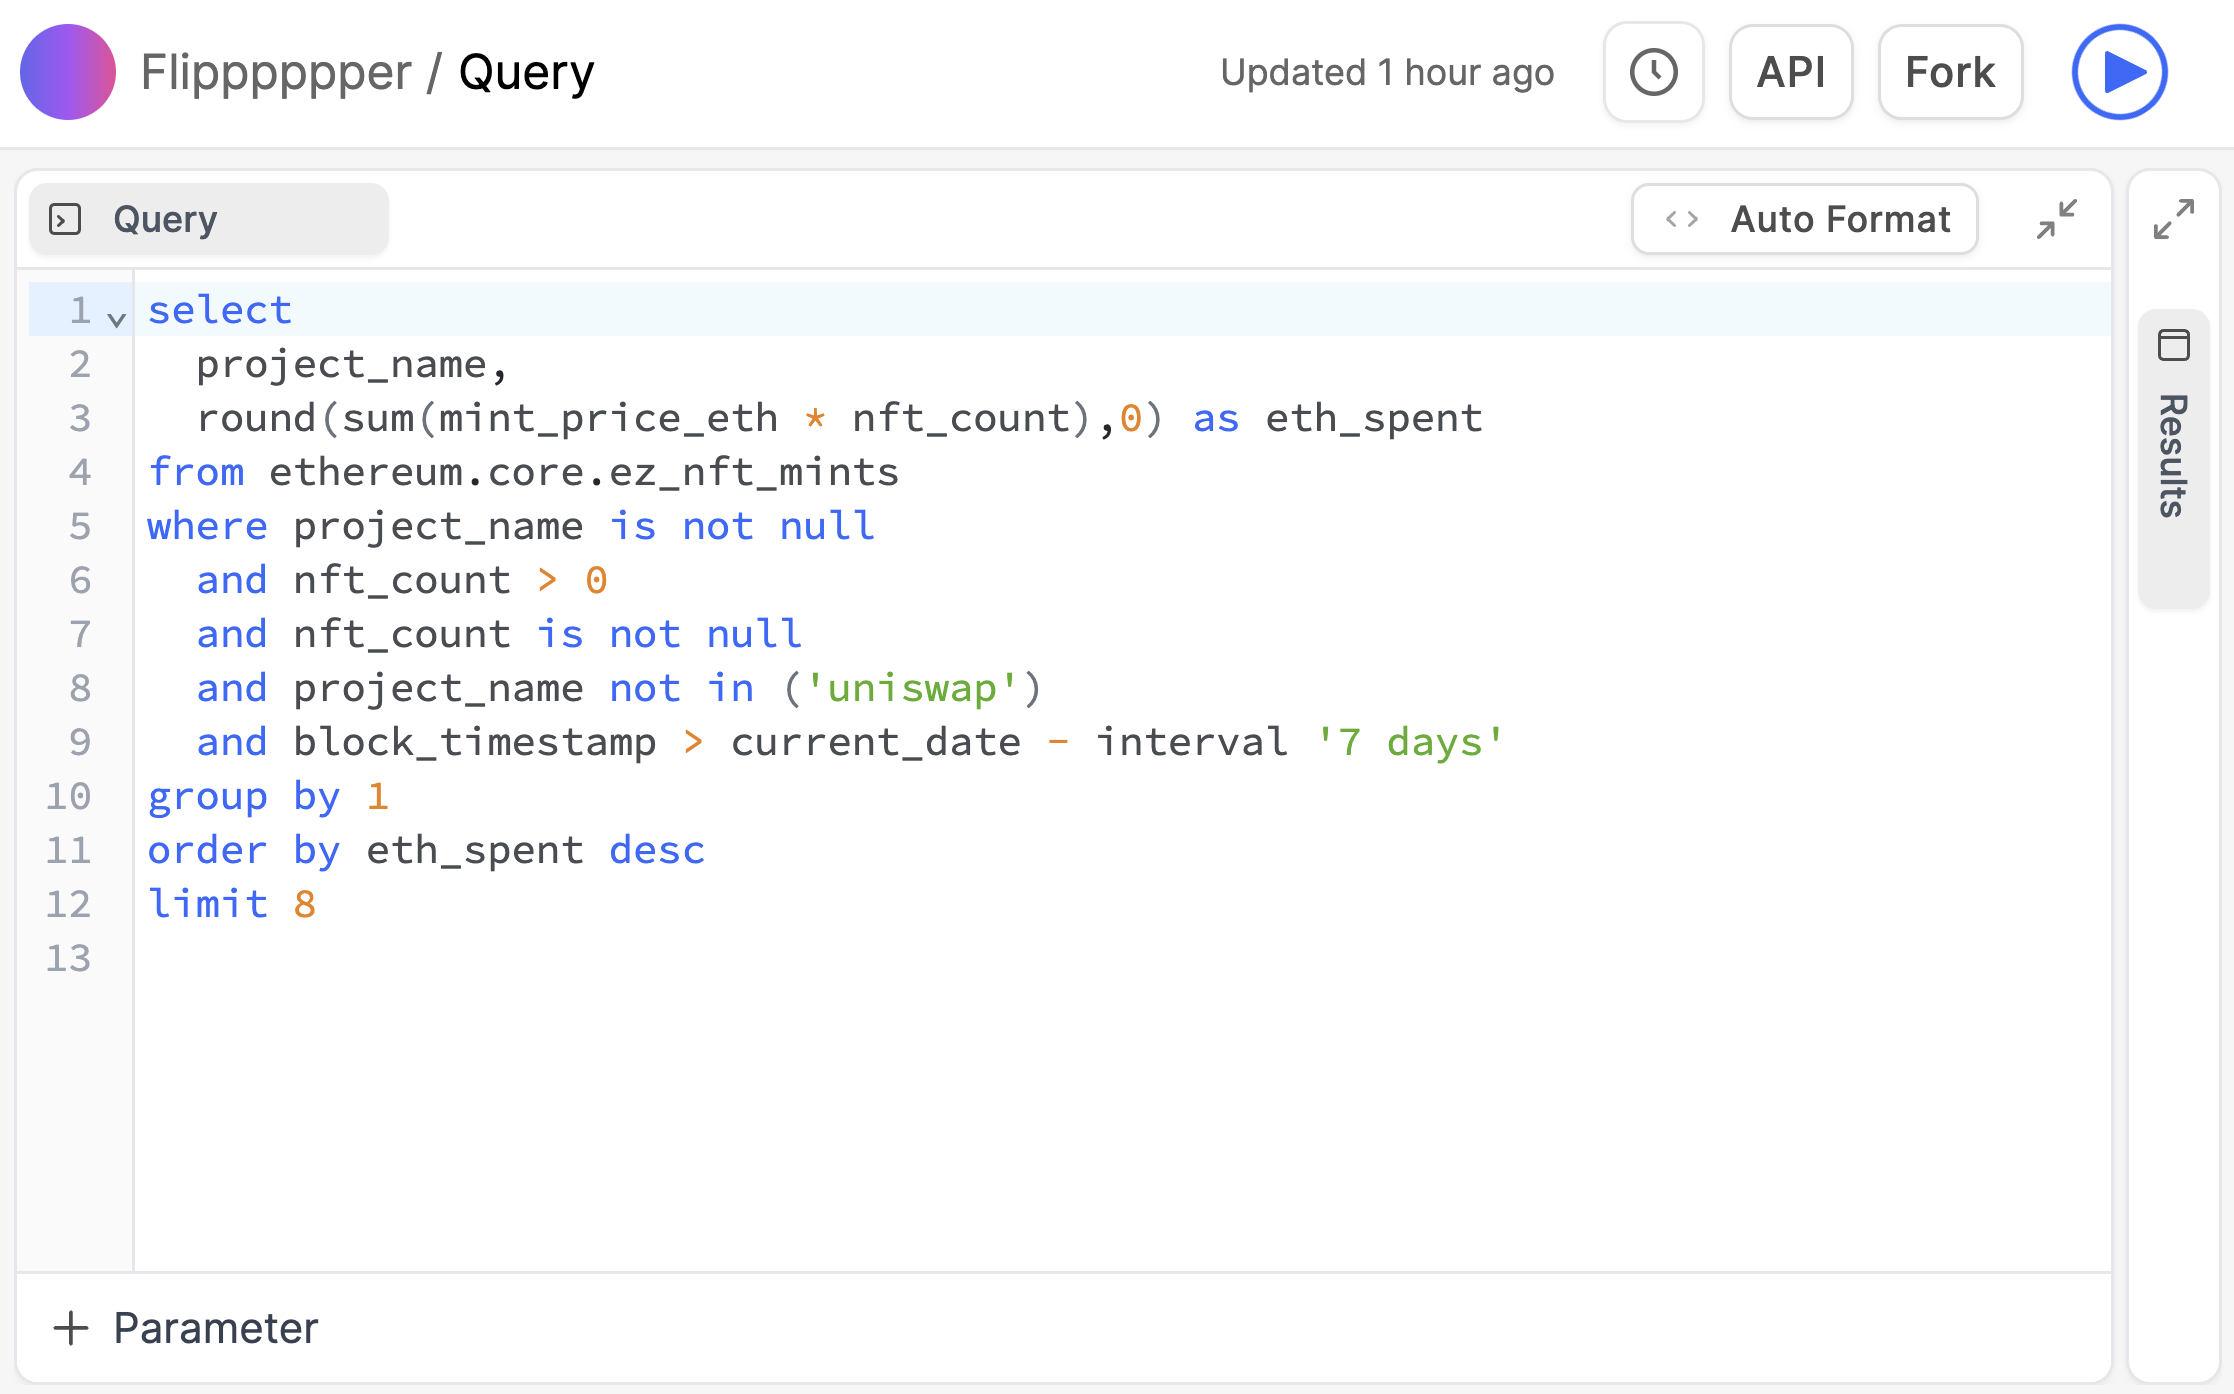 Flipppppper / Query
Updated 1 hour ago
API
Fork
Query
<> Auto Format
1 select
2   project_name,
3   round(sum(mint_price_eth * nft_count),0) as eth_spent
4 from ethereum.core.ez_nft_mints
5 where project_name is not null
6   and nft_count > 0
7   and nft_count is not null
8   and project_name not in ('uniswap')
9   and block_timestamp > current_date - interval '7 days'
10 group by 1
11 order by eth_spent desc
12 limit 8
13
+ Parameter
Results